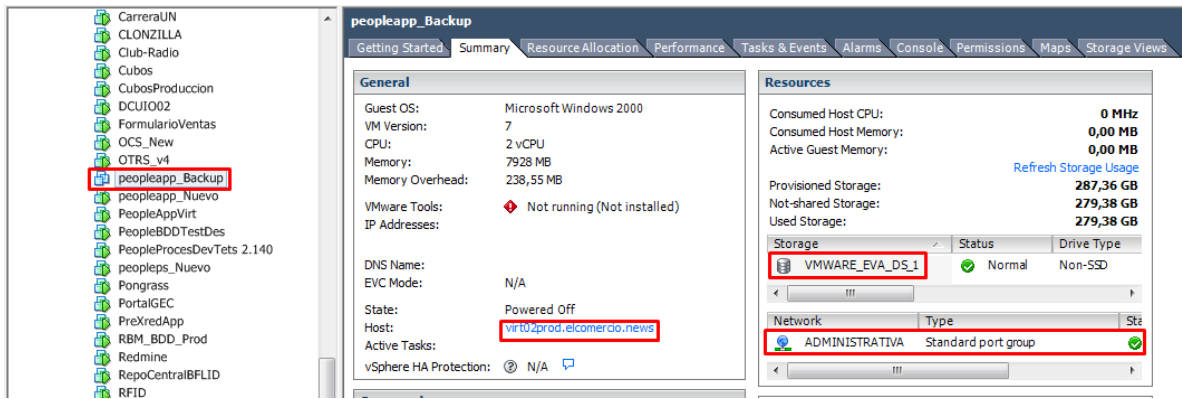 CarreraUN
CLONZILLA
Club-Radio
Cubos
CubosProduccion
DCUIO02
FormularioVentas
OCS_New
OTRS_v4
peopleapp_Backup
peopleapp_Nuevo
PeopleAppVirt
PeopleBDDTestDes
PeopleProcesDevTets 2.140
peopleps_Nuevo
Pongrass
PortalGEC
PreXredApp
RBM_BDD_Prod
Redmine
RepoCentralBFLID
RFID
peopleapp_Backup
Getting Started Summary Resource Allocation Performance Tasks & Events Alarms Console Permissions Maps Storage Views
General
Guest OS: Microsoft Windows 2000
VM Version: 7
CPU: 2 vCPU
Memory: 7928 MB
Memory Overhead: 238,55 MB
VMware Tools: Not running (Not installed)
IP Addresses:
DNS Name:
EVC Mode: N/A
State: Powered Off
Host: virt02prod.elcomercio.news
Active Tasks:
vSphere HA Protection: N/A
Resources
Consumed Host CPU: 0 MHz
Consumed Host Memory: 0,00 MB
Active Guest Memory: 0,00 MB
Refresh Storage Usage
Provisioned Storage: 287,36 GB
Not-shared Storage: 279,38 GB
Used Storage: 279,38 GB
Storage Status Drive Type
VMWARE_EVA_DS_1 Normal Non-SSD
Network Type Sta
ADMINISTRATIVA Standard port group